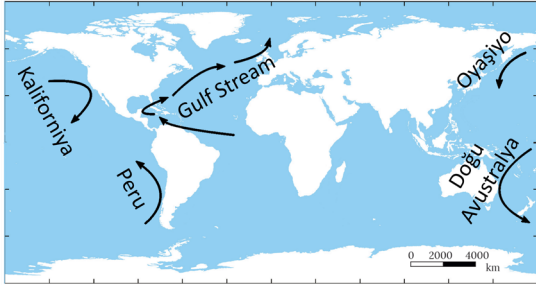 Kaliforniya
Gulf Stream
Oyaşiyo
Peru
Doğu
Avustralya
0 2000 4000
km